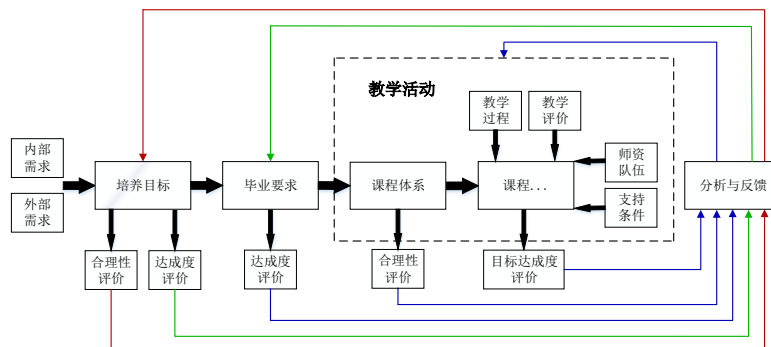 教学活动
教学
过程
教学
评价
内部
需求
外部
需求
培养目标
毕业要求
课程体系
课程...
师资
队伍
支持
条件
分析与反馈
合理性
评价
达成度
评价
达成度
评价
合理性
评价
目标达成度
评价